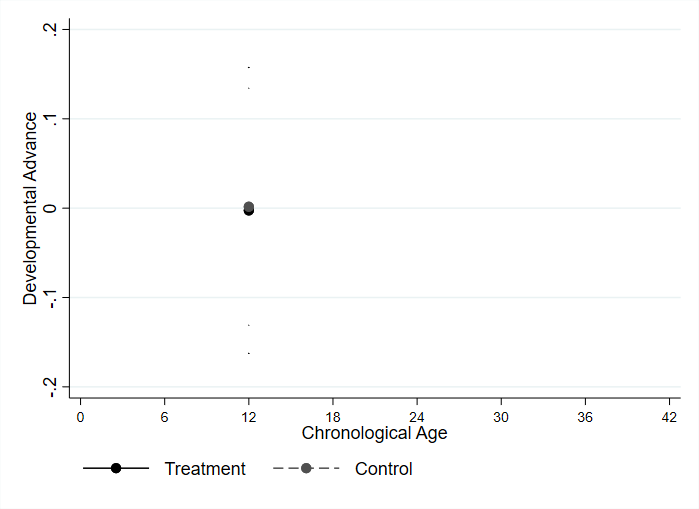 Developmental Advance
.2
.1
0
-.1
-.2
0 6 12 18 24 30 36 42
Chronological Age
Treatment Control